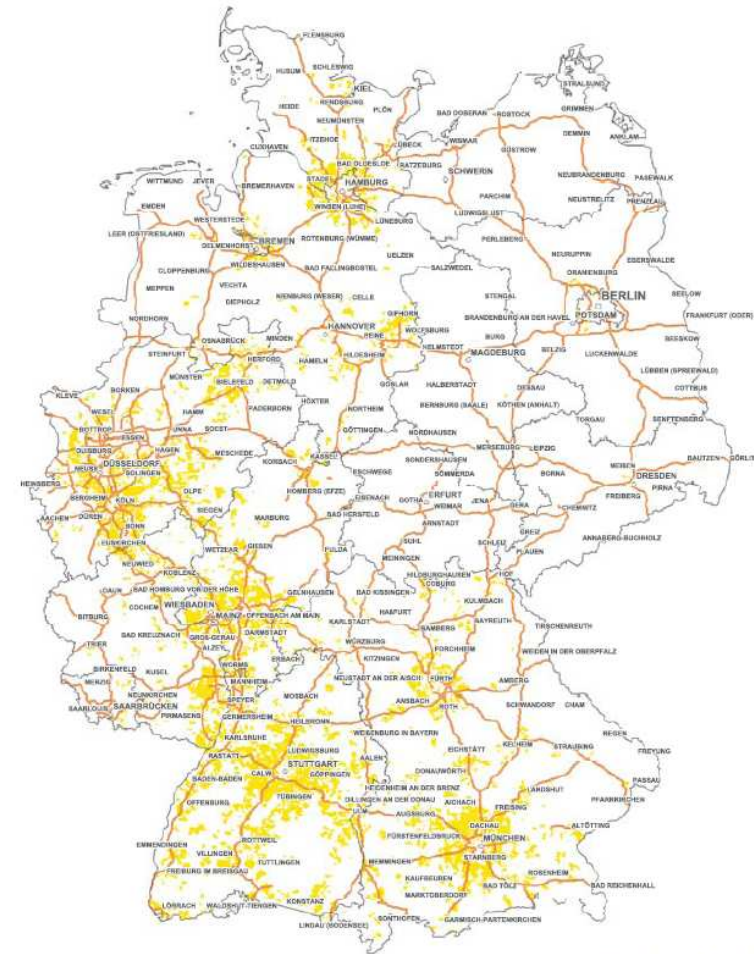 FLENSBURG
SCHLESWIG
HUSUM
KIEL
STRALSUND
HEIDE
RENDSBURG
PLÖN
BAD DOBERAN
ROSTOCK
GRIMMEN
NEUMÜNSTER
DEMMIN
ANKLAM
ITZEHOE
CUXHAVEN
LÜBECK
WISMAR
GÜSTROW
BAD OLDESLOE
RATZEBURG
SCHWERIN
NEUBRANDENBURG
PASEWALK
WITTMUND
JEVER
BREMERHAVEN
STADE
HAMBURG
PARCHIM
NEUSTRELITZ
PRENZLAU
EMDEN
WINSEN (LUHE)
LUDWIGSLUST
WESTERSTEDE
LÜNEBURG
LEER (OSTFRIESLAND)
DELMENHORST
BREMEN
ROTENBURG (WÜMME)
PERLEBERG
NEURUPPIN
EBERSWALDE
UELZEN
CLOPPENBURG
WILDESHAUSEN
BAD FALLINGBOSTEL
SALZWEDEL
ORANIENBURG
MEPPEN
VECHTA
DIEPHOLZ
NIENBURG (WESER)
CELLE
STENDAL
BERLIN
SEELOW
NORDHORN
GIFHORN
BRANDENBURG AN DER HAVEL
POTSDAM
FRANKFURT (ODER)
HANNOVER
WOLFSBURG
OSNABRÜCK
MINDEN
PEINE
HELMSTEDT
BURG
BEESKOW
STEINFURT
HERFORD
HAMELN
HILDESHEIM
MAGDEBURG
BELZIG
LUCKENWALDE
MÜNSTER
BIELEFELD
DETMOLD
GOSLAR
HALBERSTADT
DESSAU
LÜBBEN (SPREEWALD)
COTTBUS
KLEVE
BORKEN
PADERBORN
HÖXTER
NORTHEIM
BERNBURG (SAALE)
KÖTHEN (ANHALT)
WESEL
HAMM
TORGAU
SENFTENBERG
BOTTROP
ESSEN
UNNA
SOEST
GÖTTINGEN
NORDHAUSEN
DUISBURG
HAGEN
MESCHEDE
KASSEL
MERSEBURG
LEIPZIG
BAUTZEN
GÖRLITZ
NEUSS
DÜSSELDORF
SOLINGEN
KORBACH
ESCHWEGE
SONDERSHAUSEN
SÖMMERDA
BORNA
MEISEN
DRESDEN
HEINSBERG
BERGHEIM
KÖLN
OLPE
HOMBERG (EFZE)
EISENACH
GOTHA
ERFURT
WEIMAR
JENA
GERA
CHEMNITZ
FREIBERG
PIRNA
AACHEN
DÜREN
BONN
SIEGEN
MARBURG
BAD HERSFELD
ARNSTADT
GREIZ
ANNABERG-BUCHHOLZ
EUSKIRCHEN
WETZLAR
GIESEN
FULDA
SUHL
SCHLEIZ
PLAUEN
NEUWIED
MEININGEN
KOBLENZ
HILDBURGHAUSEN
HOF
DAUN
BAD HOMBURG VOR DER HÖHE
GELNHAUSEN
BAD KISSINGEN
COBURG
COCHEM
WIESBADEN
KULMBACH
BITBURG
MAINZ
OFFENBACH AM MAIN
KARLSTADT
HAßFURT
BAYREUTH
TIRSCHENREUTH
TRIER
BAD KREUZNACH
GROS-GERAU
DARMSTADT
BAMBERG
ALZEY
WÜRZBURG
FORCHHEIM
WEIDEN IN DER OBERPFALZ
BIRKENFELD
KUSEL
WORMS
ERBACH
KITZINGEN
MERZIG
MANNHEIM
NEUSTADT AN DER AISCH
FÜRTH
AMBERG
NEUNKIRCHEN
SPEYER
MOSBACH
ANSBACH
ROTH
SCHWANDORF
CHAM
SAARLOUIS
SAARBRÜCKEN
PIRMASENS
GERMERSHEIM
HEILBRONN
WEISENBURG IN BAYERN
REGEN
KARLSRUHE
LUDWIGSBURG
EICHSTÄTT
KELHEIM
STRAUBING
FREYUNG
RASTATT
STUTTGART
AALEN
DONAUWÖRTH
BADEN-BADEN
CALW
GÖPPINGEN
HEIDENHEIM AN DER BRENZ
LANDSHUT
PASSAU
OFFENBURG
TÜBINGEN
DILLINGEN AN DER DONAU
AICHACH
FREISING
PFARRKIRCHEN
ULM
AUGSBURG
DACHAU
ALTÖTTING
EMMENDINGEN
ROTTWEIL
FÜRSTENFELDBRUCK
MÜNCHEN
VILLINGEN
TUTTLINGEN
MEMMINGEN
STARNBERG
FREIBURG IM BREISGAU
KAUFBEUREN
ROSENHEIM
BAD TÖLZ
BAD REICHENHALL
LÖRRACH
WALDSHUT-TIENGEN
KONSTANZ
MARKTOBERDORF
LINDAU (BODENSEE)
SONTHOFEN
GARMISCH-PARTENKIRCHEN